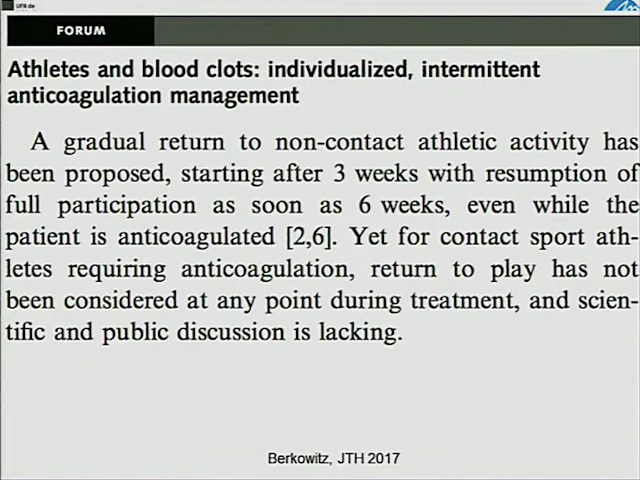 UFR de
FORUM
Athletes and blood clots: individualized, intermittent
anticoagulation management
A gradual return to non-contact athletic activity has
been proposed, starting after 3 weeks with resumption of
full participation as soon as 6 weeks, even while the
patient is anticoagulated [2,6]. Yet for contact sport ath-
letes requiring anticoagulation, return to play has not
been considered at any point during treatment, and scien-
tific and public discussion is lacking.
Berkowitz, JTH 2017